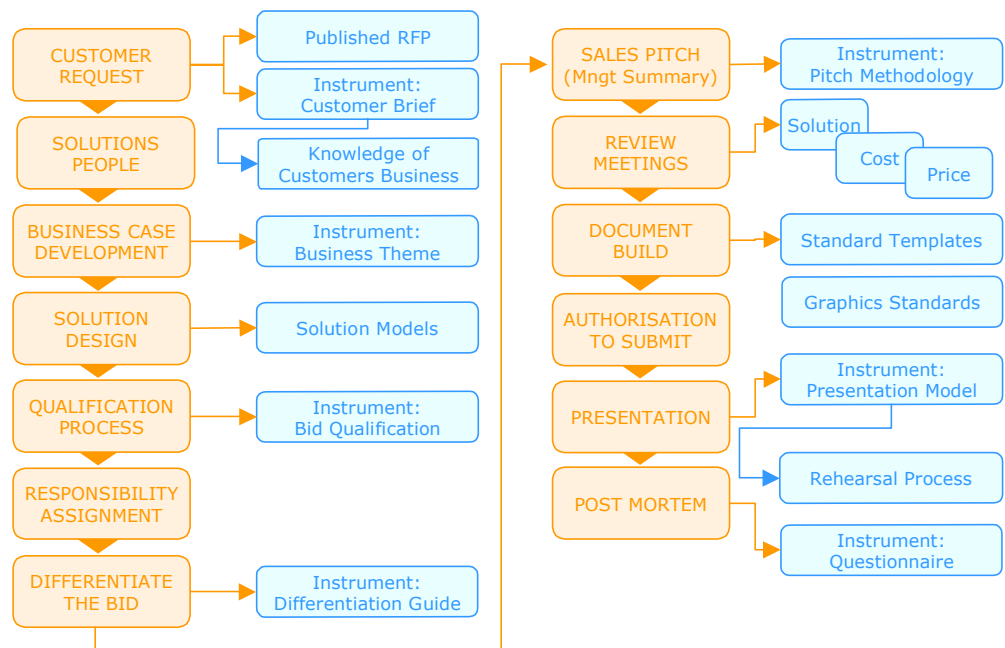 CUSTOMER
REQUEST
Published RFP
Instrument:
Customer Brief
Knowledge of
Customers Business
SOLUTIONS
PEOPLE
BUSINESS CASE
DEVELOPMENT
Instrument:
Business Theme
SOLUTION
DESIGN
Solution Models
QUALIFICATION
PROCESS
Instrument:
Bid Qualification
RESPONSIBILITY
ASSIGNMENT
DIFFERENTIATE
THE BID
Instrument:
Differentiation Guide
SALES PITCH
(Mngt Summary)
Instrument:
Pitch Methodology
REVIEW
MEETINGS
Solution
Cost
Price
DOCUMENT
BUILD
Standard Templates
Graphics Standards
AUTHORISATION
TO SUBMIT
PRESENTATION
Instrument:
Presentation Model
Rehearsal Process
POST MORTEM
Instrument:
Questionnaire